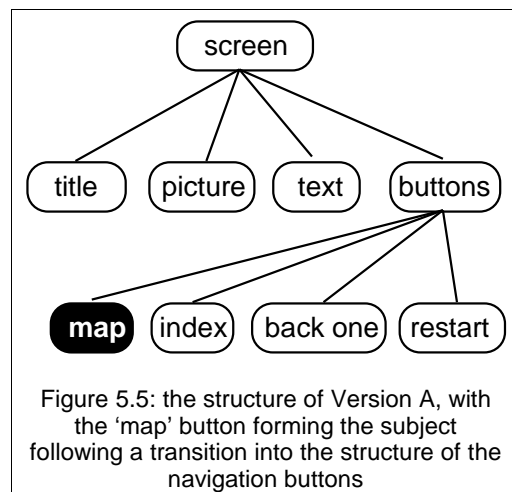 screen
title picture text buttons
map index back one restart
Figure 5.5: the structure of Version A, with
the ‘map’ button forming the subject
following a transition into the structure of the
navigation buttons